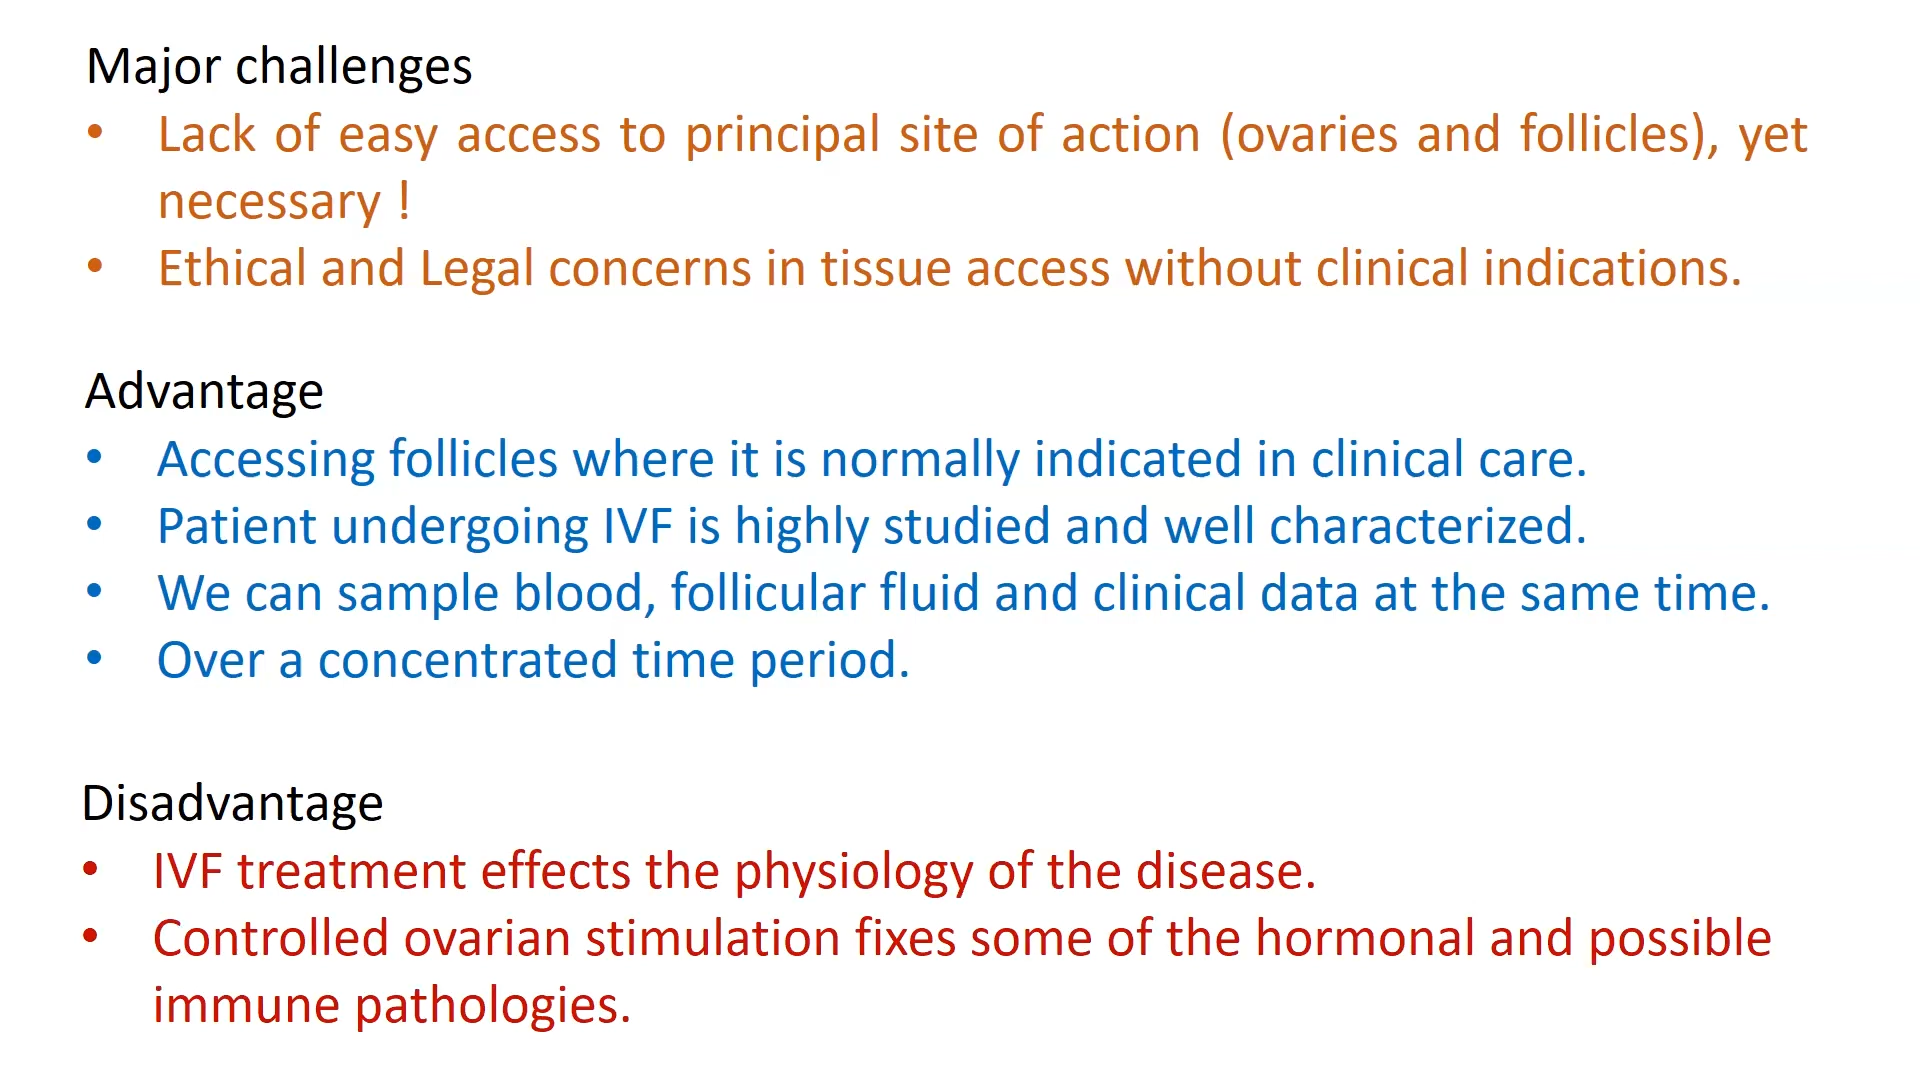 Major challenges
• Lack of easy access to principal site of action (ovaries and follicles), yet
necessary !
• Ethical and Legal concerns in tissue access without clinical indications.
Advantage
• Accessing follicles where it is normally indicated in clinical care.
• Patient undergoing IVF is highly studied and well characterized.
• We can sample blood, follicular fluid and clinical data at the same time.
• Over a concentrated time period.
Disadvantage
• IVF treatment effects the physiology of the disease.
• Controlled ovarian stimulation fixes some of the hormonal and possible
immune pathologies.